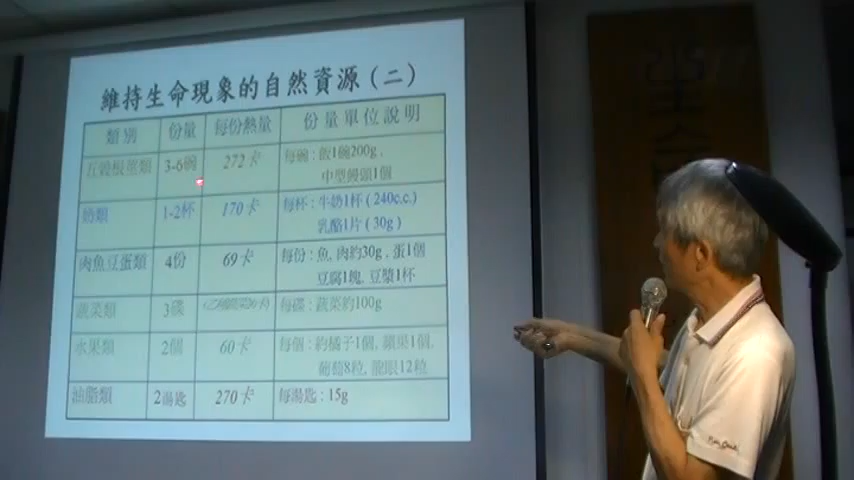 維持生命現象的自然資源(二)
類別 份量 每份熱量 份量單位說明
五穀根莖類 3-6碗 272卡 每碗:飯1碗200g,
中型饅頭1個
奶類 1-2杯 170卡 每杯:牛奶1杯(240c.c.)
乳酪1片(30g)
肉魚豆蛋類 4份 69卡 每份:魚,肉約30g,蛋1個
豆腐1塊,豆漿1杯
蔬菜類 3碟 每碟:蔬菜約100g
水果類 2個 60卡 每個:約橘子1個,蘋果1個,
葡萄8粒,龍眼12粒
油脂類 2湯匙 270卡 每湯匙:15g